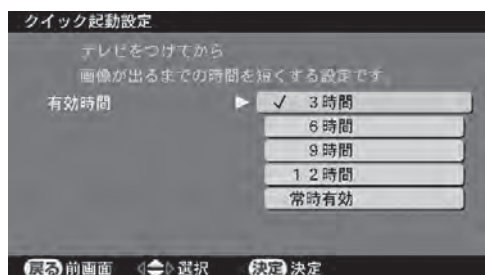 クイック起動設定
テレビをつけてから
画像が出るまでの時間を短くする設定です
有効時間 ▶ ✓ 3時間
6時間
9時間
12時間
常時有効
戻る 前画面 選択 決定 決定